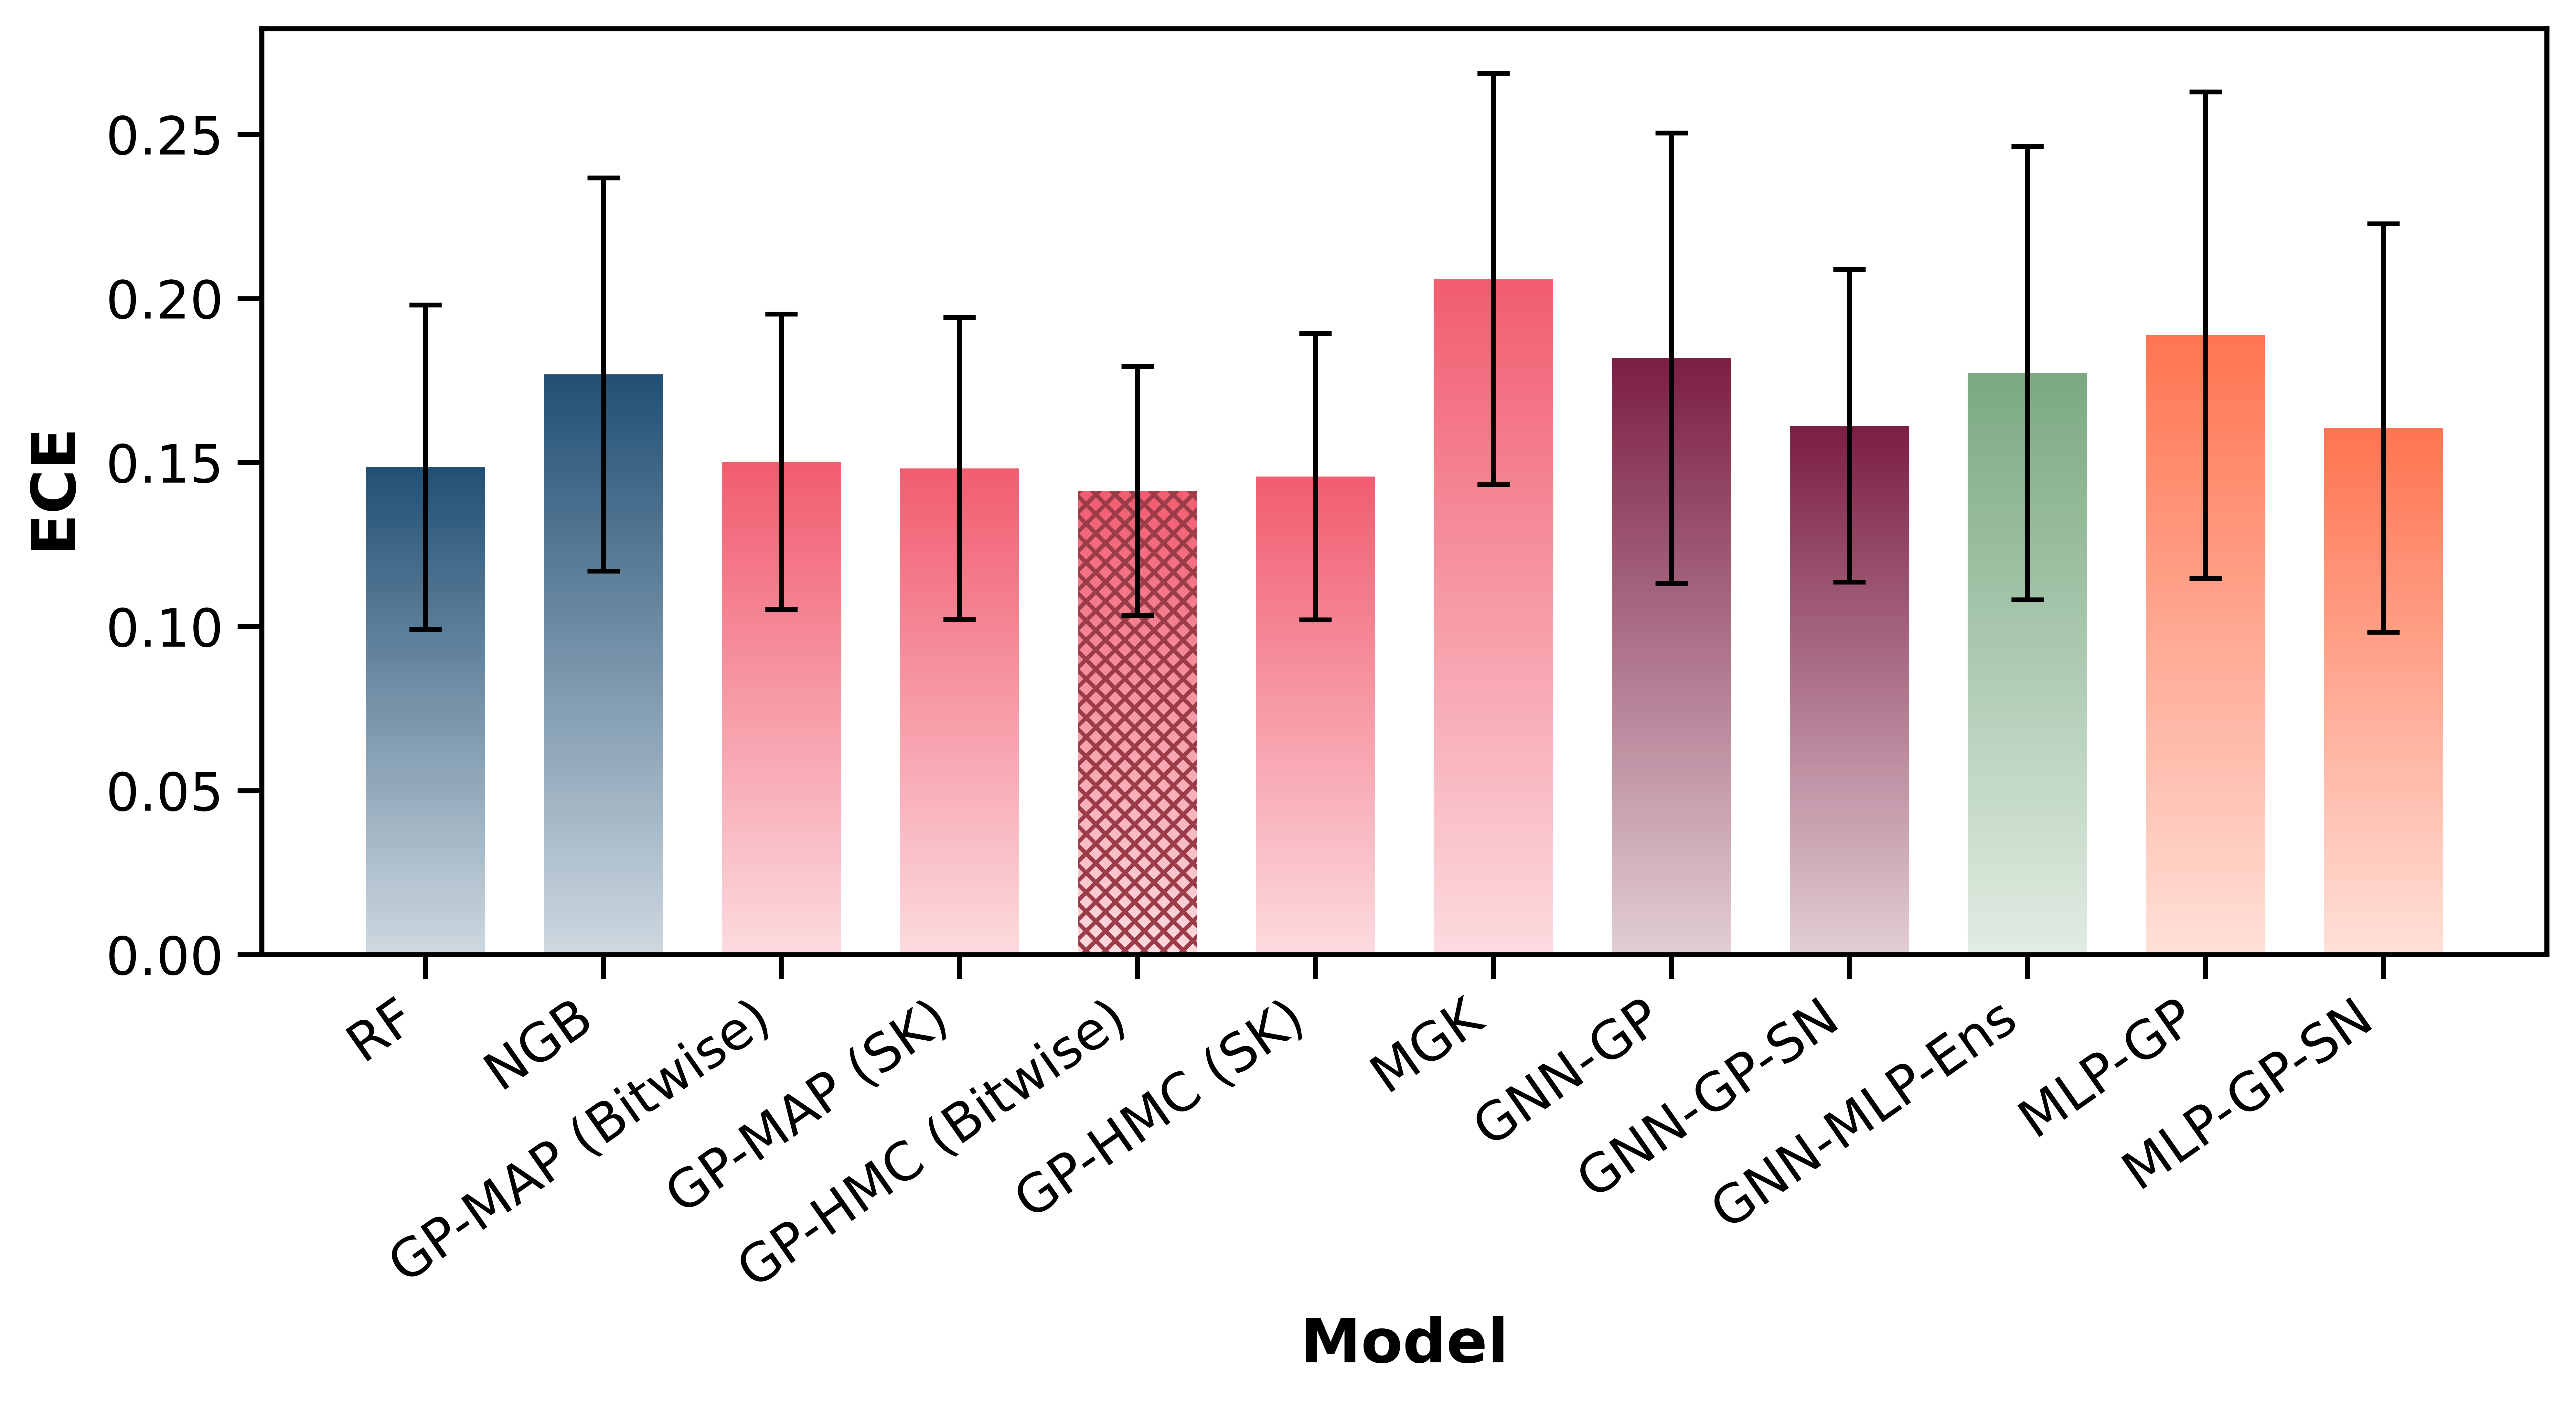 ECE
0.25
0.20
0.15
0.10
0.05
0.00
RF
NGB
GP-MAP (Bitwise)
GP-MAP (SK)
GP-HMC (Bitwise)
GP-HMC (SK)
MGK
GNN-GP
GNN-GP-SN
GNN-MLP-Ens
MLP-GP
MLP-GP-SN
Model